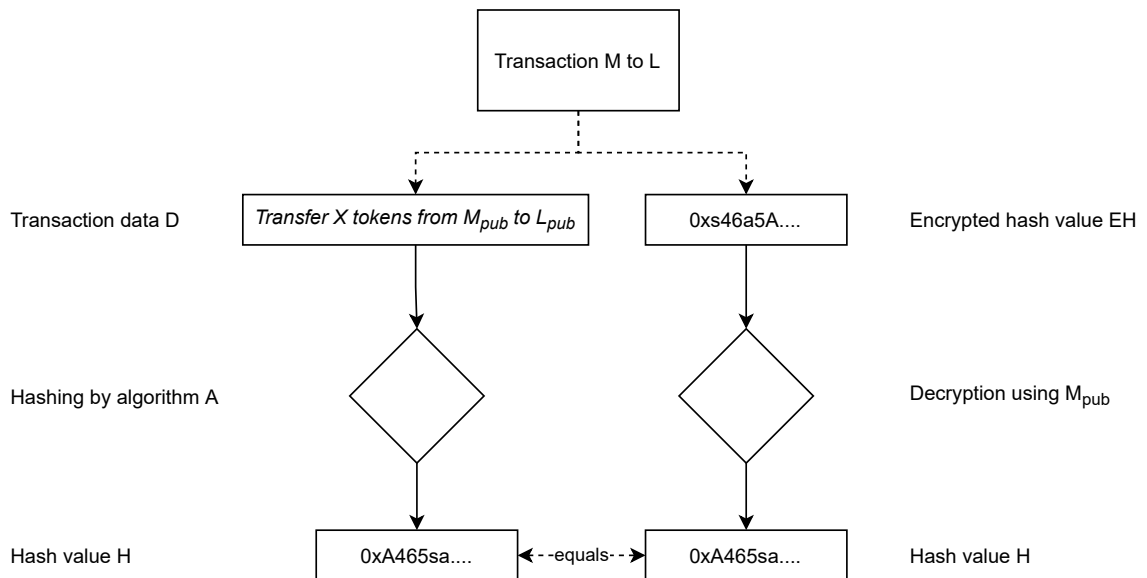 Transaction M to L
Transaction data D
Transfer X tokens from Mpub to Lpub
0xs46a5A....
Encrypted hash value EH
Hashing by algorithm A
Decryption using Mpub
Hash value H
0xA465sa....
equals
0xA465sa....
Hash value H